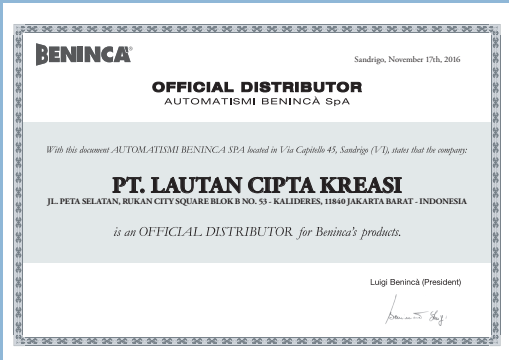 BENINCA®
Sandrigo, November 17th, 2016
OFFICIAL DISTRIBUTOR
AUTOMATISMI BENINCÀ SpA
With this document AUTOMATISMI BENINCA SPA located in Via Capitello 45, Sandrigo (VI), states that the company:
PT. LAUTAN CIPTA KREASI
JL. PETA SELATAN, RUKAN CITY SQUARE BLOK B NO. 53 - KALIDERES, 11840 JAKARTA BARAT - INDONESIA
is an OFFICIAL DISTRIBUTOR for Beninca's products.
Luigi Benincà (President)